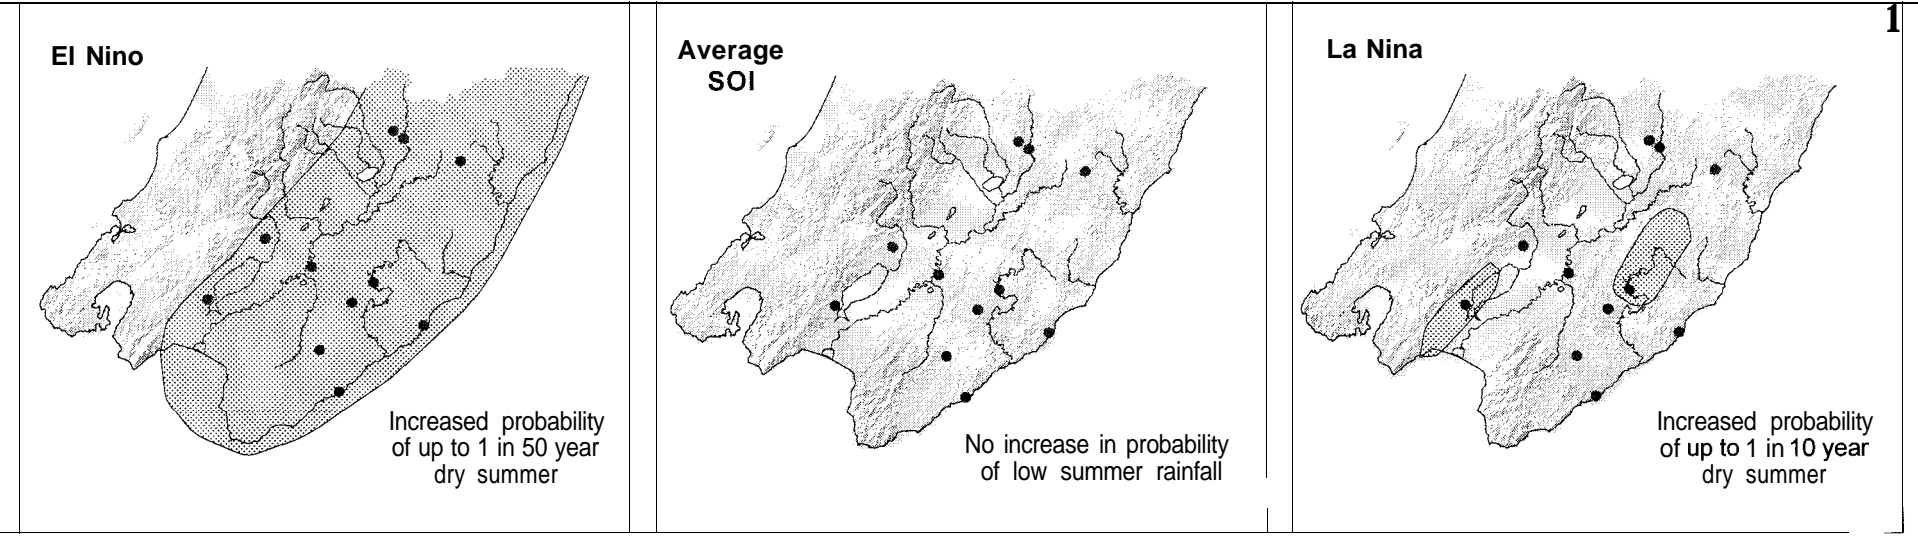 El Nino
Increased probability
of up to 1 in 50 year
dry summer
Average
SOI
No increase in probability
of low summer rainfall
La Nina
Increased probability
of up to 1 in 10 year
dry summer
1